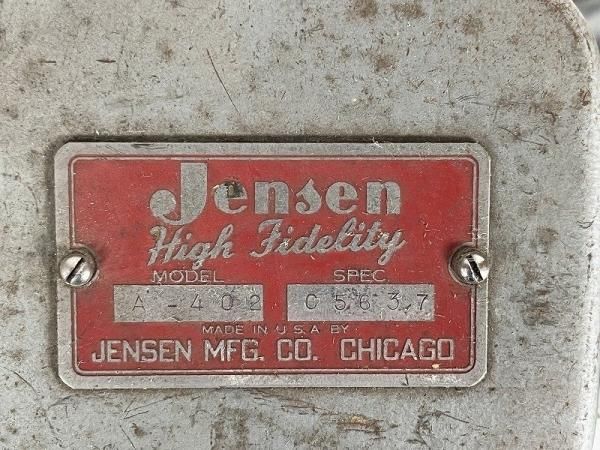 Jensen
High Fidelity
MODEL SPEC.
A-402 C5637
MADE IN U.S.A. BY
JENSEN MFG. CO. CHICAGO